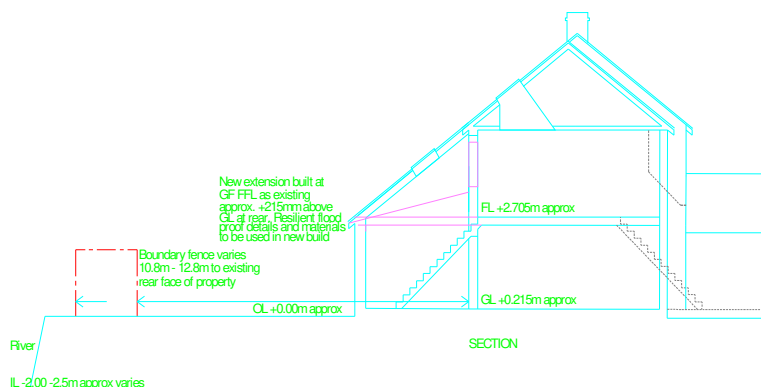 New extension built at
GF FFL as existing
approx. +215mm above
GL at rear. Resilient flood
proof details and materials
to be used in new build
FL +2.705m approx
Boundary fence varies
10.8m - 12.8m to existing
rear face of property
OL +0.00m approx
GL +0.215m approx
River
SECTION
IL -2.00 -2.5m approx varies